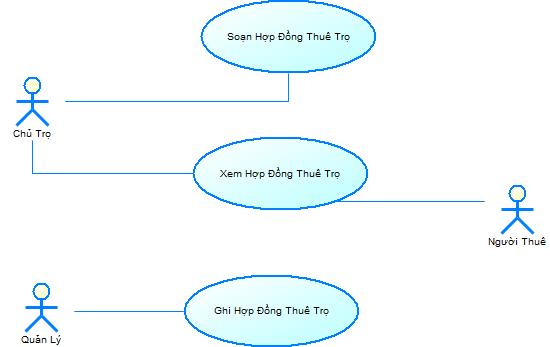 Soạn Hợp Đồng Thuê Trọ
Chủ Trọ
Xem Hợp Đồng Thuê Trọ
Người Thuê
Ghi Hợp Đồng Thuê Trọ
Quản Lý